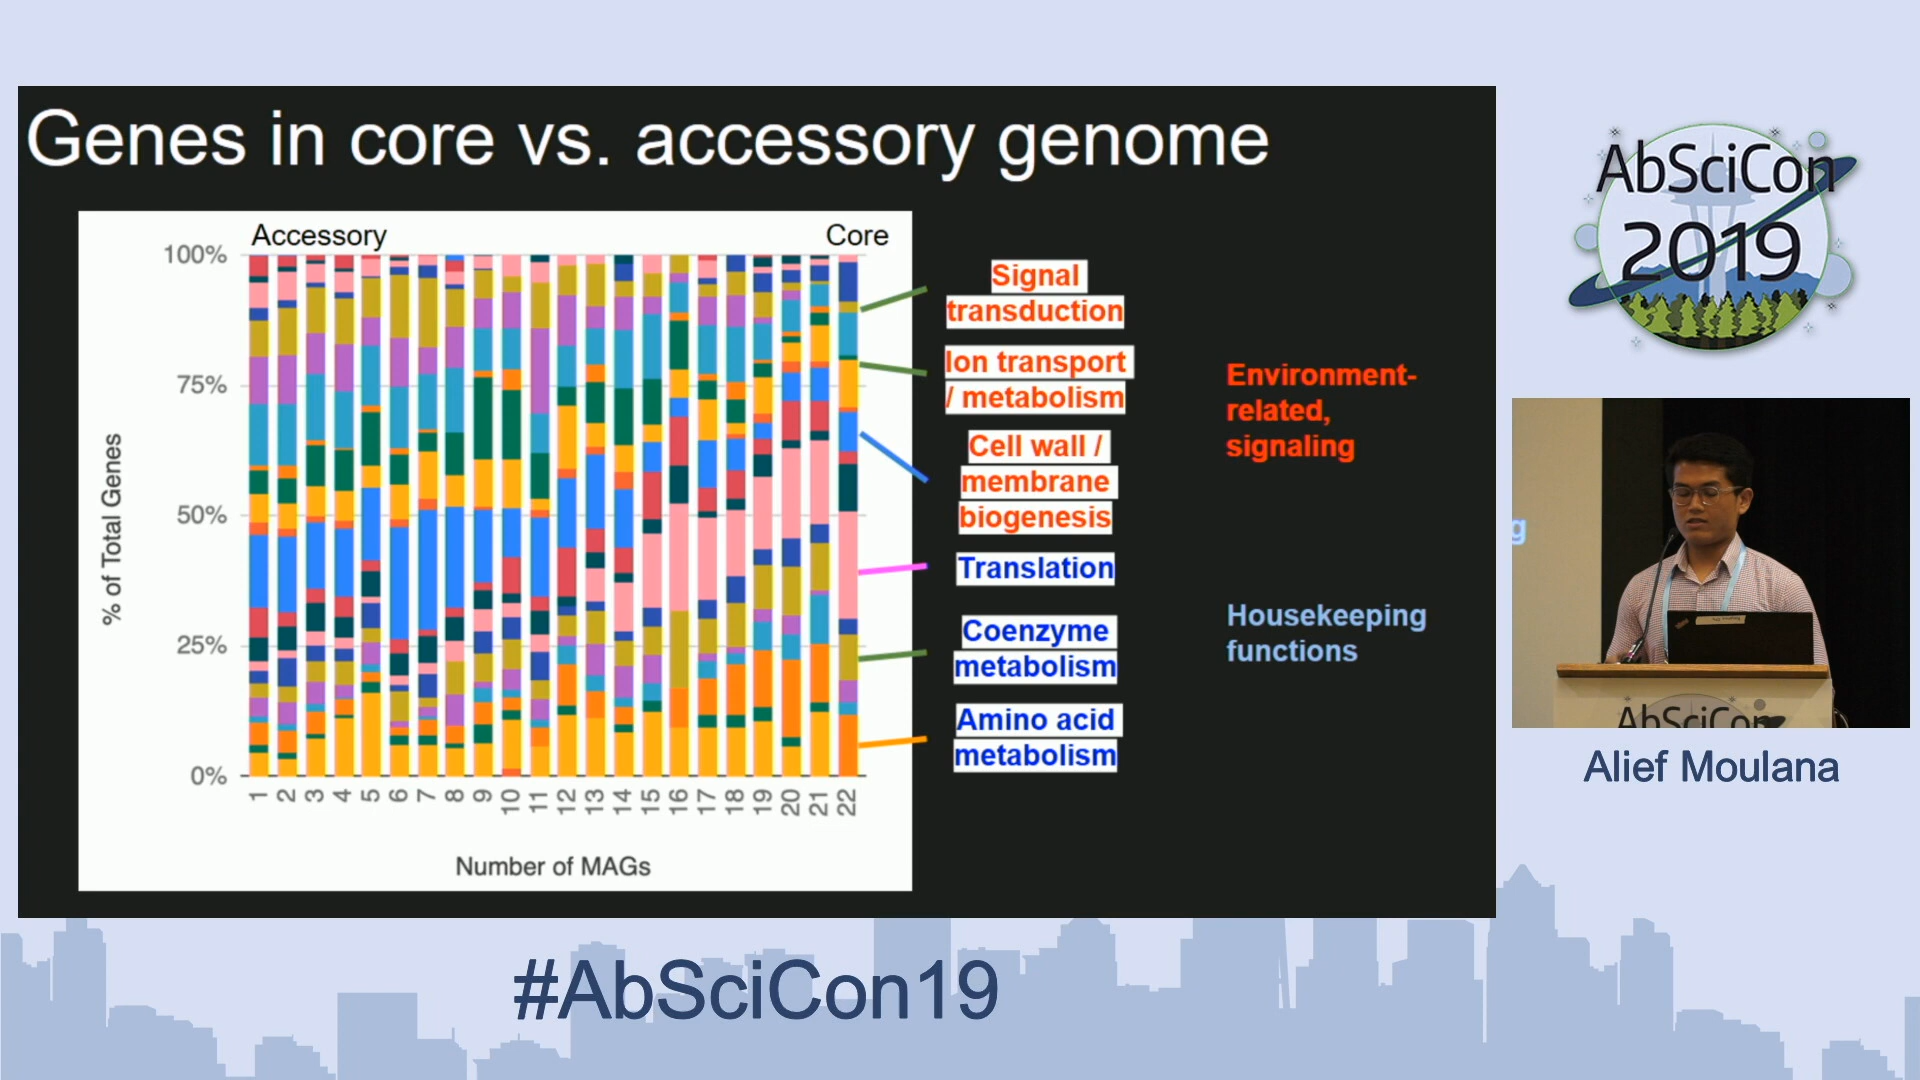 Genes in core vs. accessory genome
Accessory
Core
100%
75%
50%
25%
0%
% of Total Genes
1 2 3 4 5 6 7 8 9 10 11 12 13 14 15 16 17 18 19 20 21 22
Number of MAGs
Signal
transduction
Ion transport
/ metabolism
Cell wall /
membrane
biogenesis
Translation
Coenzyme
metabolism
Amino acid
metabolism
Environment-
related,
signaling
Housekeeping
functions
AbSciCon
2019
g
AbSciCon
Alief Moulana
#AbSciCon19